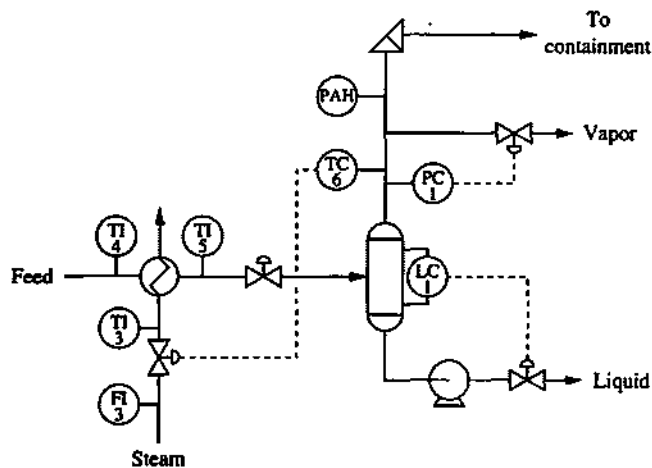 To
containment
PAH
Vapor
TC
6
PC
1
TI
4
TI
5
Feed
LC
1
TI
3
FI
3
Liquid
Steam